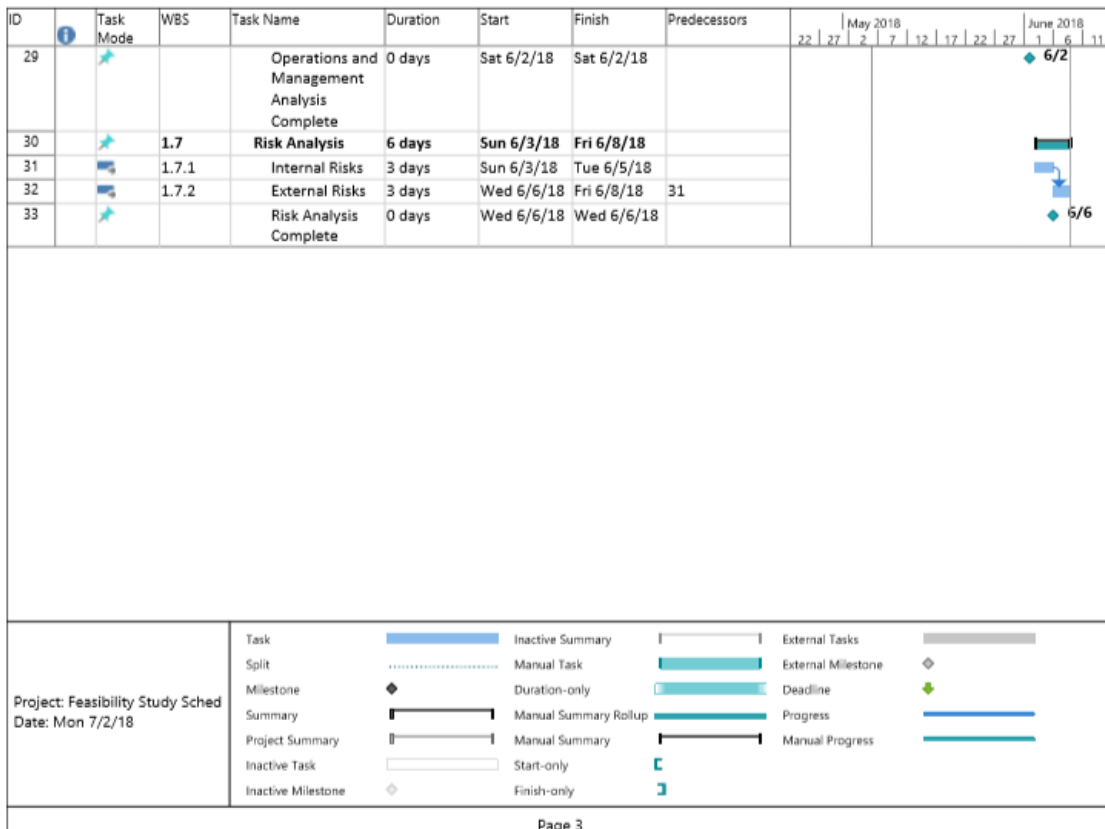 ID Task Mode WBS Task Name Duration Start Finish Predecessors
May 2018 June 2018
22 27 2 7 12 17 22 27 1 6 11
29 Operations and Management Analysis Complete 0 days Sat 6/2/18 Sat 6/2/18 6/2
30 1.7 Risk Analysis 6 days Sun 6/3/18 Fri 6/8/18
31 1.7.1 Internal Risks 3 days Sun 6/3/18 Tue 6/5/18
32 1.7.2 External Risks 3 days Wed 6/6/18 Fri 6/8/18 31
33 Risk Analysis Complete 0 days Wed 6/6/18 Wed 6/6/18 6/6
Project: Feasibility Study Sched
Date: Mon 7/2/18
Task
Split
Milestone
Summary
Project Summary
Inactive Task
Inactive Milestone
Inactive Summary
Manual Task
Duration-only
Manual Summary Rollup
Manual Summary
Start-only
Finish-only
External Tasks
External Milestone
Deadline
Progress
Manual Progress
Page 3